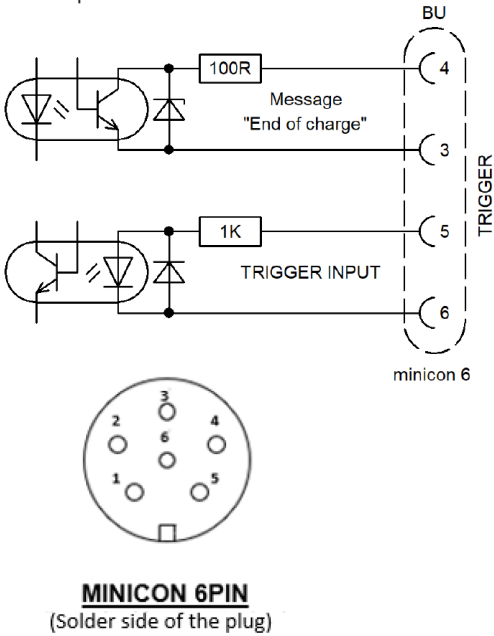 BU
100R
4
Message
"End of charge"
3
TRIGGER
1K
5
TRIGGER INPUT
6
minicon 6
3
2
4
6
1
5
MINICON 6PIN
(Solder side of the plug)